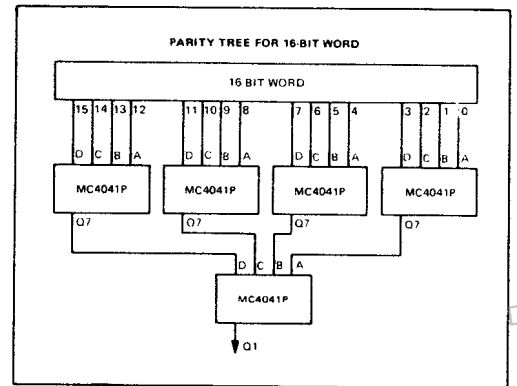 PARITY TREE FOR 16-BIT WORD
16 BIT WORD
15 14 13 12 11 10 9 8 7 6 5 4 3 2 1 0
D C B A D C B A D C B A D C B A
MC4041P MC4041P MC4041P MC4041P
Q7 Q7 Q7 Q7
D C B A
MC4041P
Q1